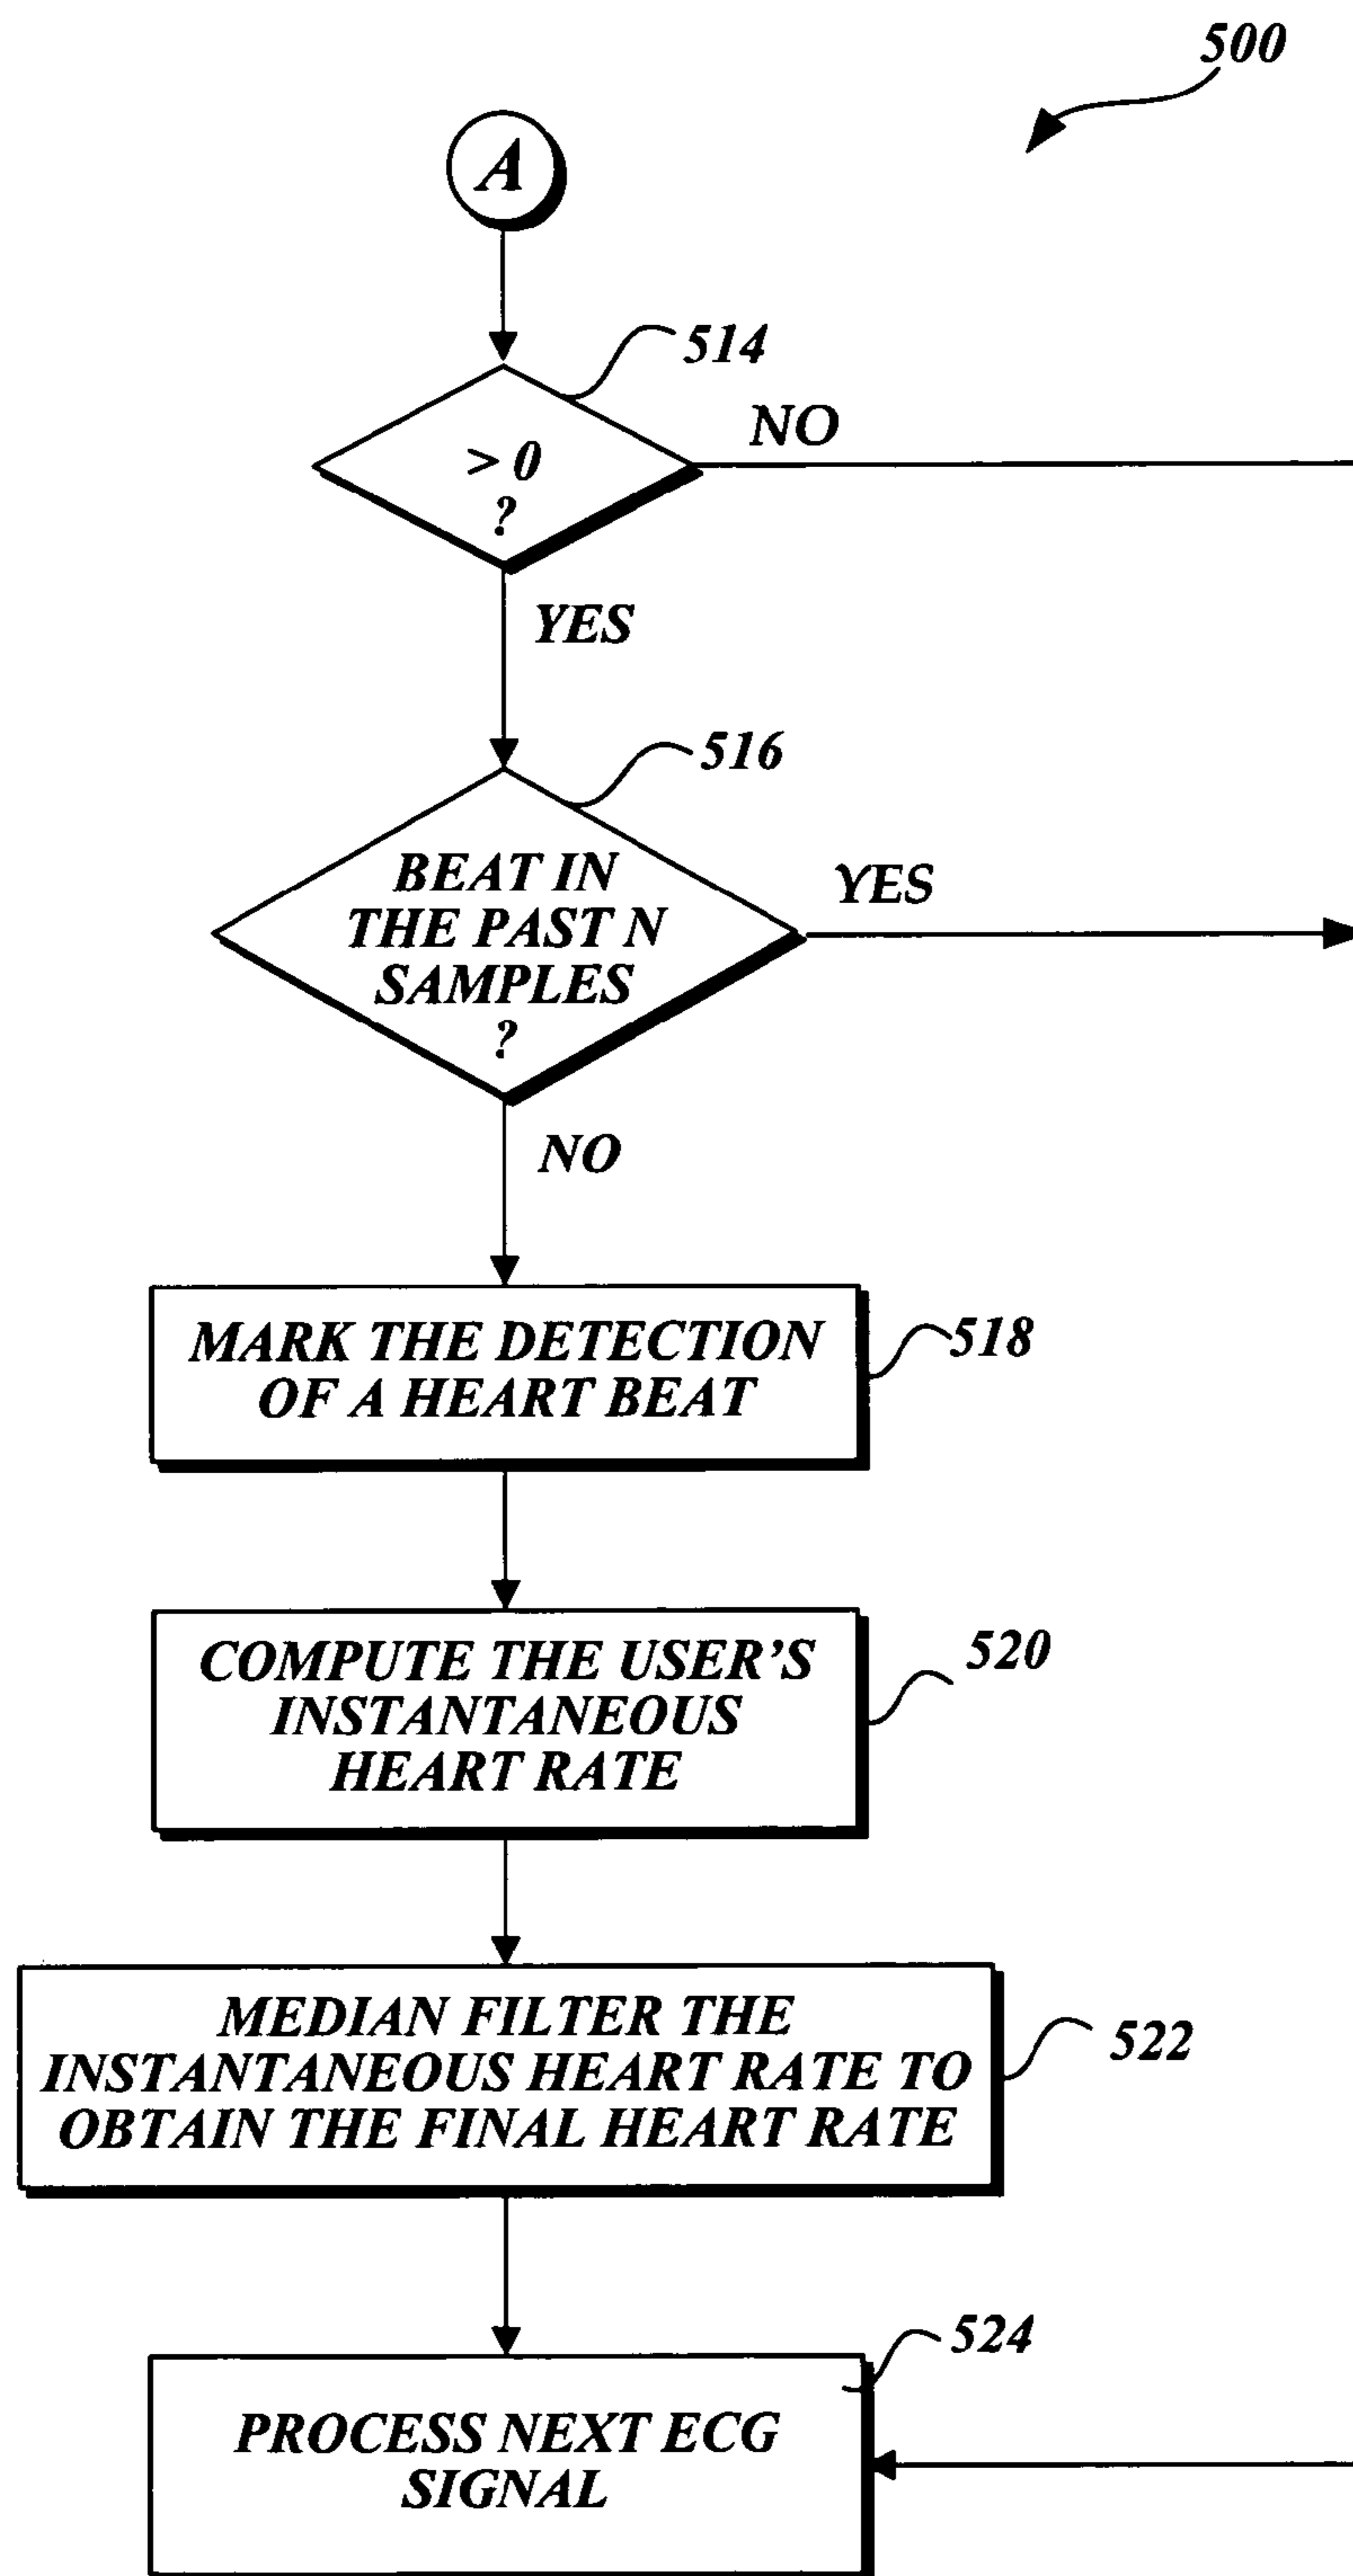 500
A
514
> 0
?
NO
YES
516
BEAT IN
THE PAST N
SAMPLES
?
YES
NO
MARK THE DETECTION
OF A HEART BEAT
518
COMPUTE THE USER'S
INSTANTANEOUS
HEART RATE
520
MEDIAN FILTER THE
INSTANTANEOUS HEART RATE TO
OBTAIN THE FINAL HEART RATE
522
524
PROCESS NEXT ECG
SIGNAL